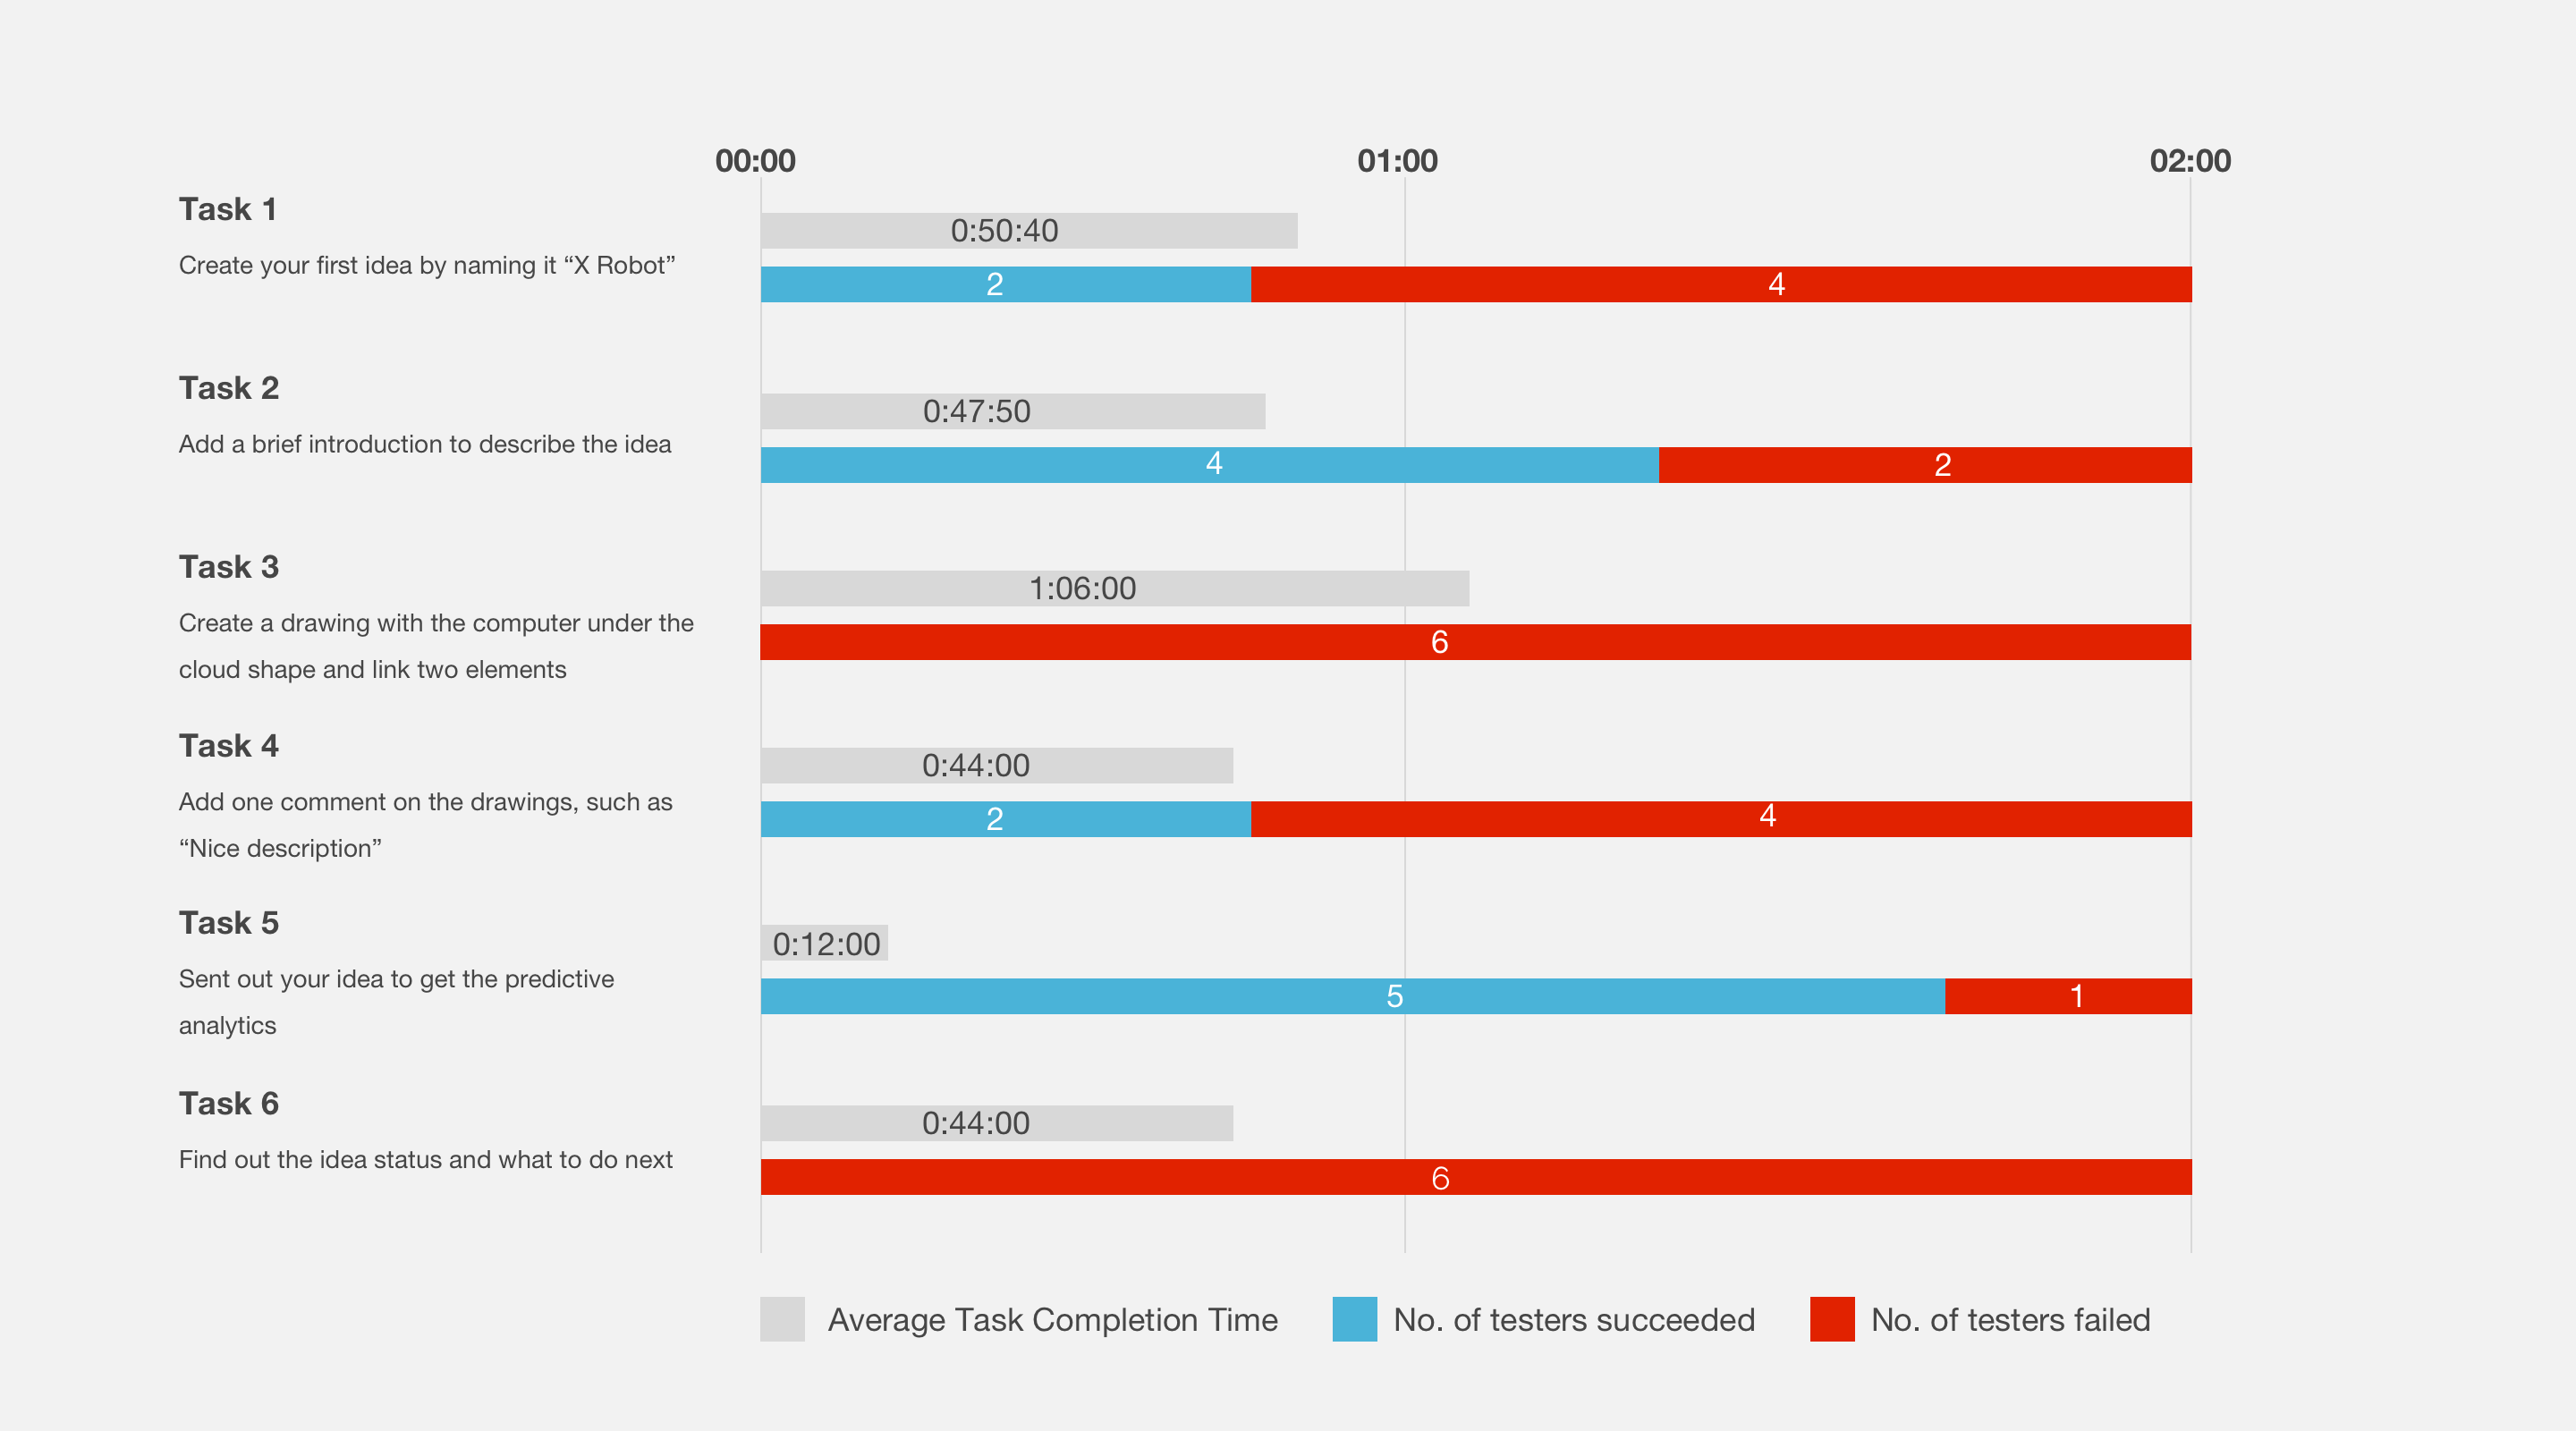 00:00 01:00 02:00
Task 1
0:50:40
Create your first idea by naming it “X Robot”
2 4
Task 2
0:47:50
Add a brief introduction to describe the idea
4 2
Task 3
1:06:00
Create a drawing with the computer under the
cloud shape and link two elements
6
Task 4
0:44:00
Add one comment on the drawings, such as
“Nice description”
2 4
Task 5
0:12:00
Sent out your idea to get the predictive
analytics
5 1
Task 6
0:44:00
Find out the idea status and what to do next
6
Average Task Completion Time No. of testers succeeded No. of testers failed